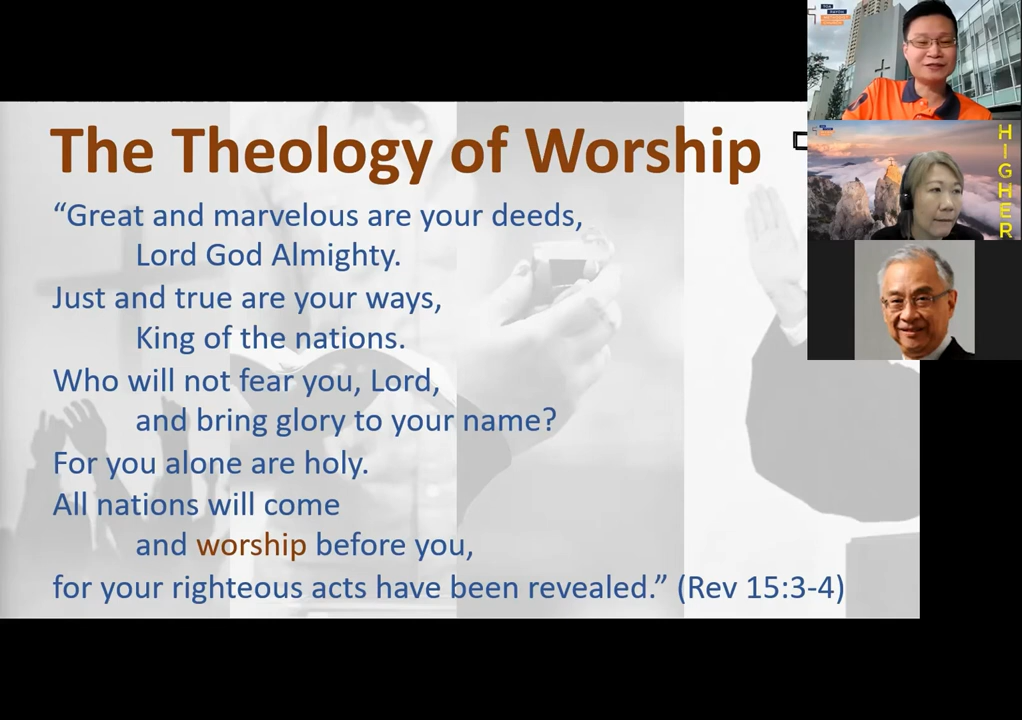 The Theology of Worship
“Great and marvelous are your deeds,
Lord God Almighty.
Just and true are your ways,
King of the nations.
Who will not fear you, Lord,
and bring glory to your name?
For you alone are holy.
All nations will come
and worship before you,
for your righteous acts have been revealed.” (Rev 15:3-4)
HIGHER